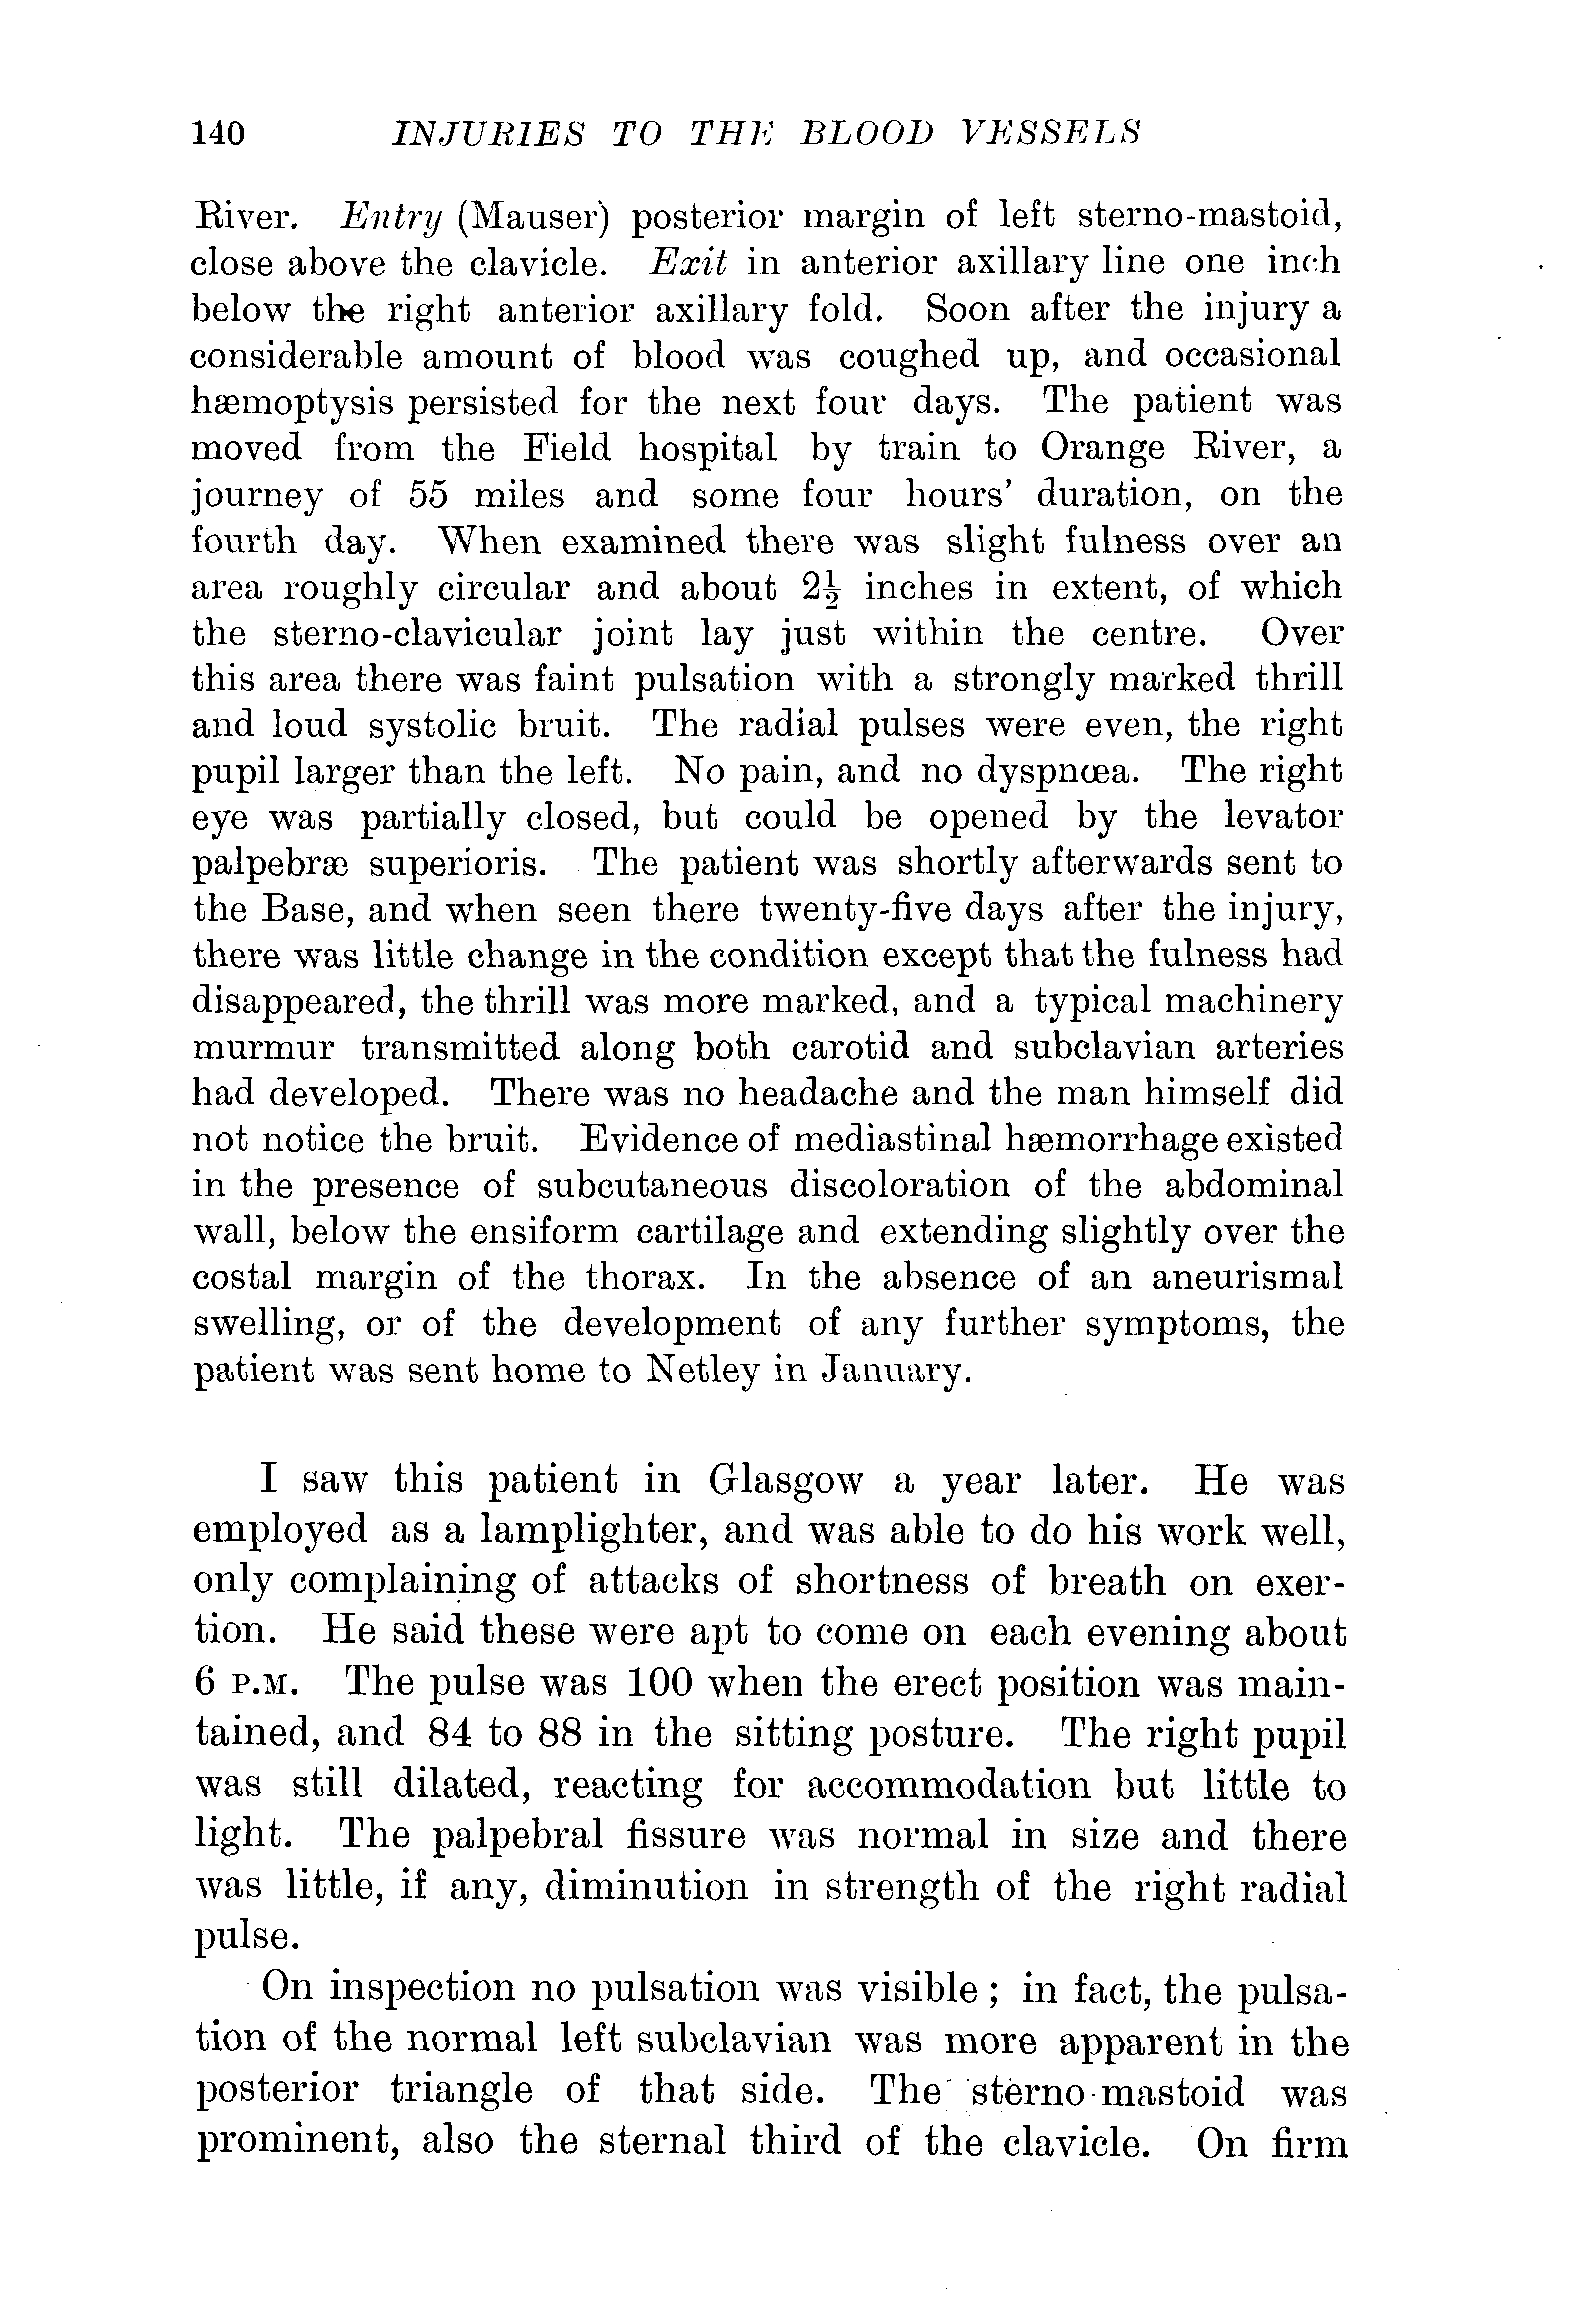 140 INJURIES TO THE BLOOD VESSELS
River. Entry (Mauser) posterior margin of left sterno-mastoid,
close above the clavicle. Exit in anterior axillary line one inch
below the right anterior axillary fold. Soon after the injury a
considerable amount of blood was coughed up, and occasional
hæmoptysis persisted for the next four days. The patient was
moved from the Field hospital by train to Orange River, a
journey of 55 miles and some four hours' duration, on the
fourth day. When examined there was slight fulness over an
area roughly circular and about 2½ inches in extent, of which
the sterno-clavicular joint lay just within the centre. Over
this area there was faint pulsation with a strongly marked thrill
and loud systolic bruit. The radial pulses were even, the right
pupil larger than the left. No pain, and no dyspnœa. The right
eye was partially closed, but could be opened by the levator
palpebræ superioris. The patient was shortly afterwards sent to
the Base, and when seen there twenty-five days after the injury,
there was little change in the condition except that the fulness had
disappeared, the thrill was more marked, and a typical machinery
murmur transmitted along both carotid and subclavian arteries
had developed. There was no headache and the man himself did
not notice the bruit. Evidence of mediastinal hæmorrhage existed
in the presence of subcutaneous discoloration of the abdominal
wall, below the ensiform cartilage and extending slightly over the
costal margin of the thorax. In the absence of an aneurismal
swelling, or of the development of any further symptoms, the
patient was sent home to Netley in January.
I saw this patient in Glasgow a year later. He was
employed as a lamplighter, and was able to do his work well,
only complaining of attacks of shortness of breath on exer-
tion. He said these were apt to come on each evening about
6 P.M. The pulse was 100 when the erect position was main-
tained, and 84 to 88 in the sitting posture. The right pupil
was still dilated, reacting for accommodation but little to
light. The palpebral fissure was normal in size and there
was little, if any, diminution in strength of the right radial
pulse.
On inspection no pulsation was visible; in fact, the pulsa-
tion of the normal left subclavian was more apparent in the
posterior triangle of that side. The sterno-mastoid was
prominent, also the sternal third of the clavicle. On firm